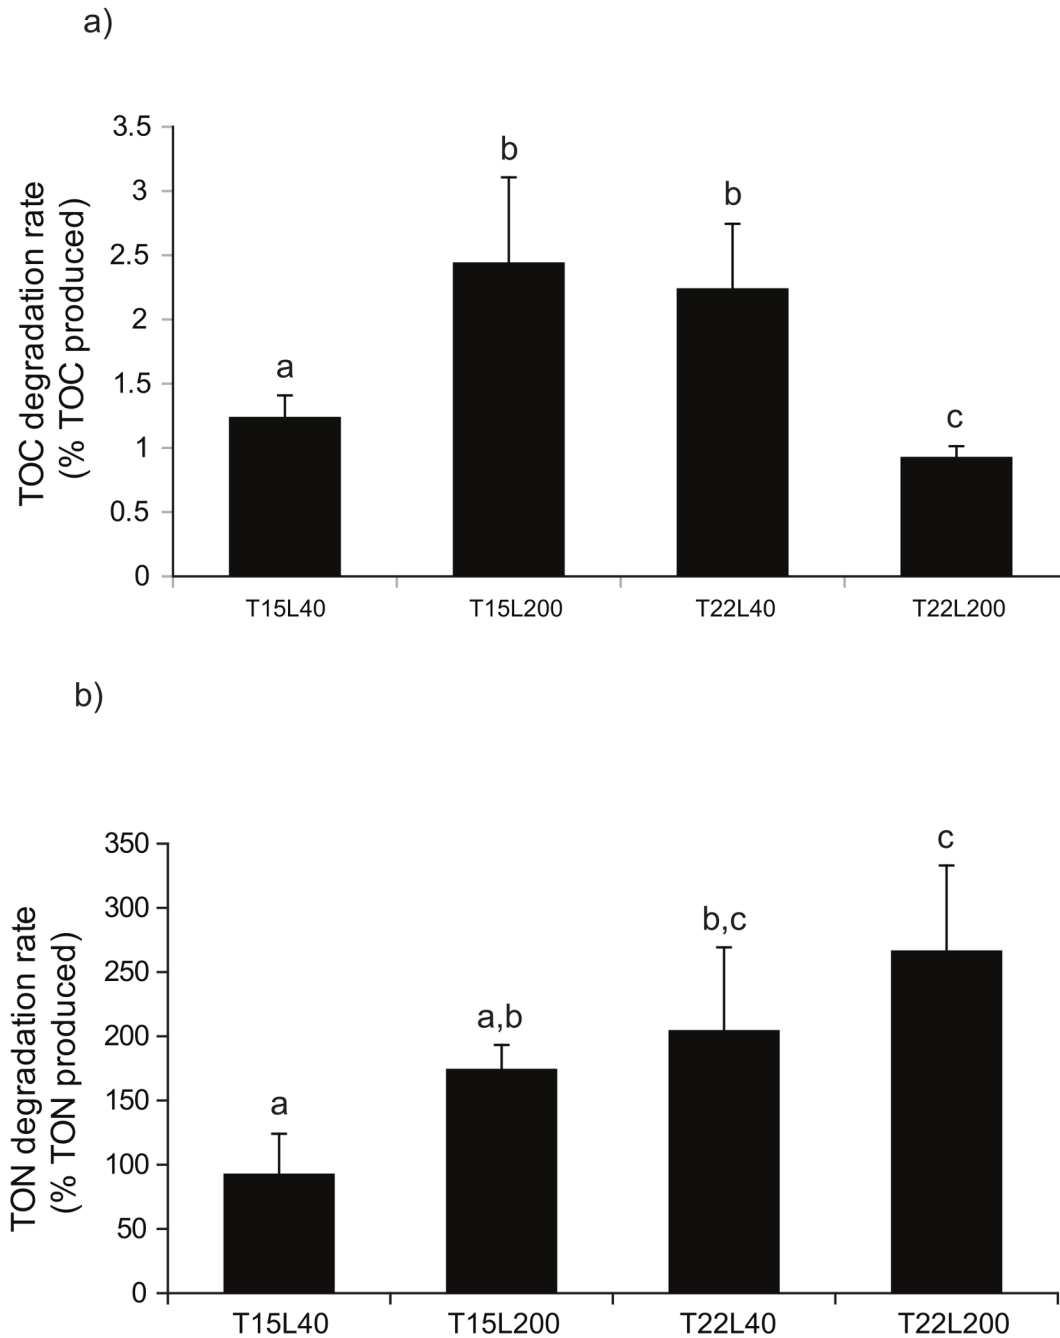 a)
TOC degradation rate
(% TOC produced)
3.5
3
2.5
2
1.5
1
0.5
0
a
b
b
c
T15L40
T15L200
T22L40
T22L200
b)
TON degradation rate
(% TON produced)
350
300
250
200
150
100
50
0
a
a,b
b,c
c
T15L40
T15L200
T22L40
T22L200